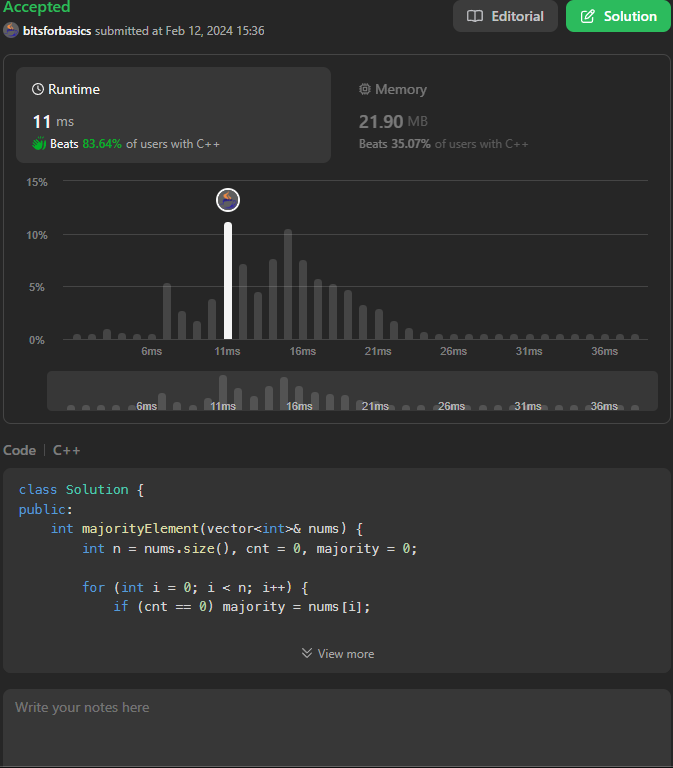 Accepted
Editorial
Solution
bitsforbasics submitted at Feb 12, 2024 15:36
Runtime
Memory
11 ms
21.90 MB
Beats 83.64% of users with C++
Beats 35.07% of users with C++
15%
10%
5%
0%
6ms 11ms 16ms 21ms 26ms 31ms 36ms
6ms 11ms 16ms 21ms 26ms 31ms 36ms
Code | C++
class Solution {
public:
    int majorityElement(vector<int>& nums) {
        int n = nums.size(), cnt = 0, majority = 0;
        for (int i = 0; i < n; i++) {
            if (cnt == 0) majority = nums[i];
View more
Write your notes here